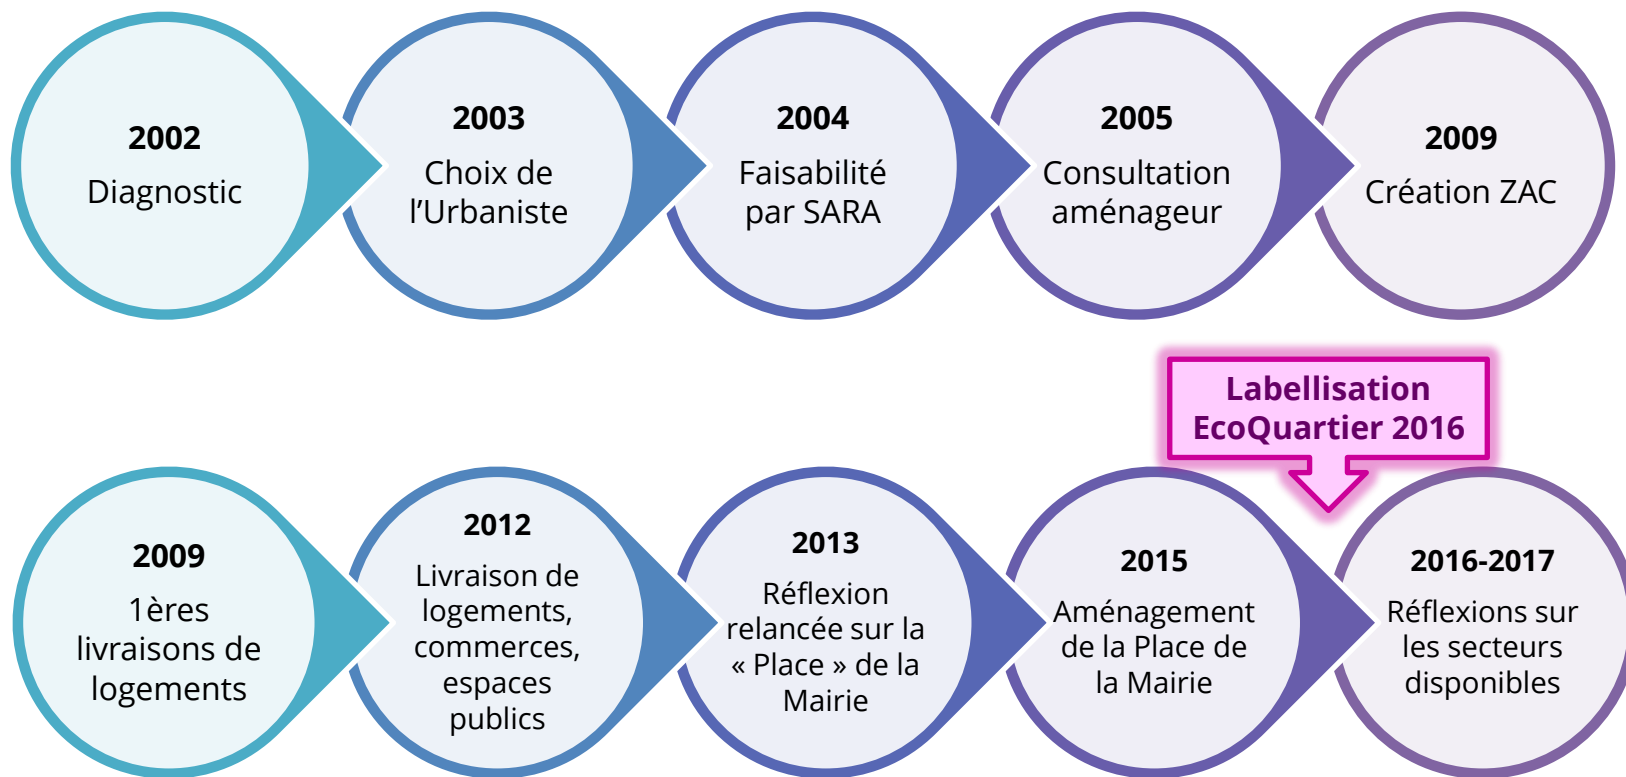 2002
Diagnostic
2003
Choix de
l’Urbaniste
2004
Faisabilité
par SARA
2005
Consultation
aménageur
2009
Création ZAC
Labellisation
EcoQuartier 2016
2009
1ères
livraisons de
logements
2012
Livraison de
logements,
commerces,
espaces
publics
2013
Réflexion
relancée sur la
« Place » de la
Mairie
2015
Aménagement
de la Place de
la Mairie
2016-2017
Réflexions sur
les secteurs
disponibles